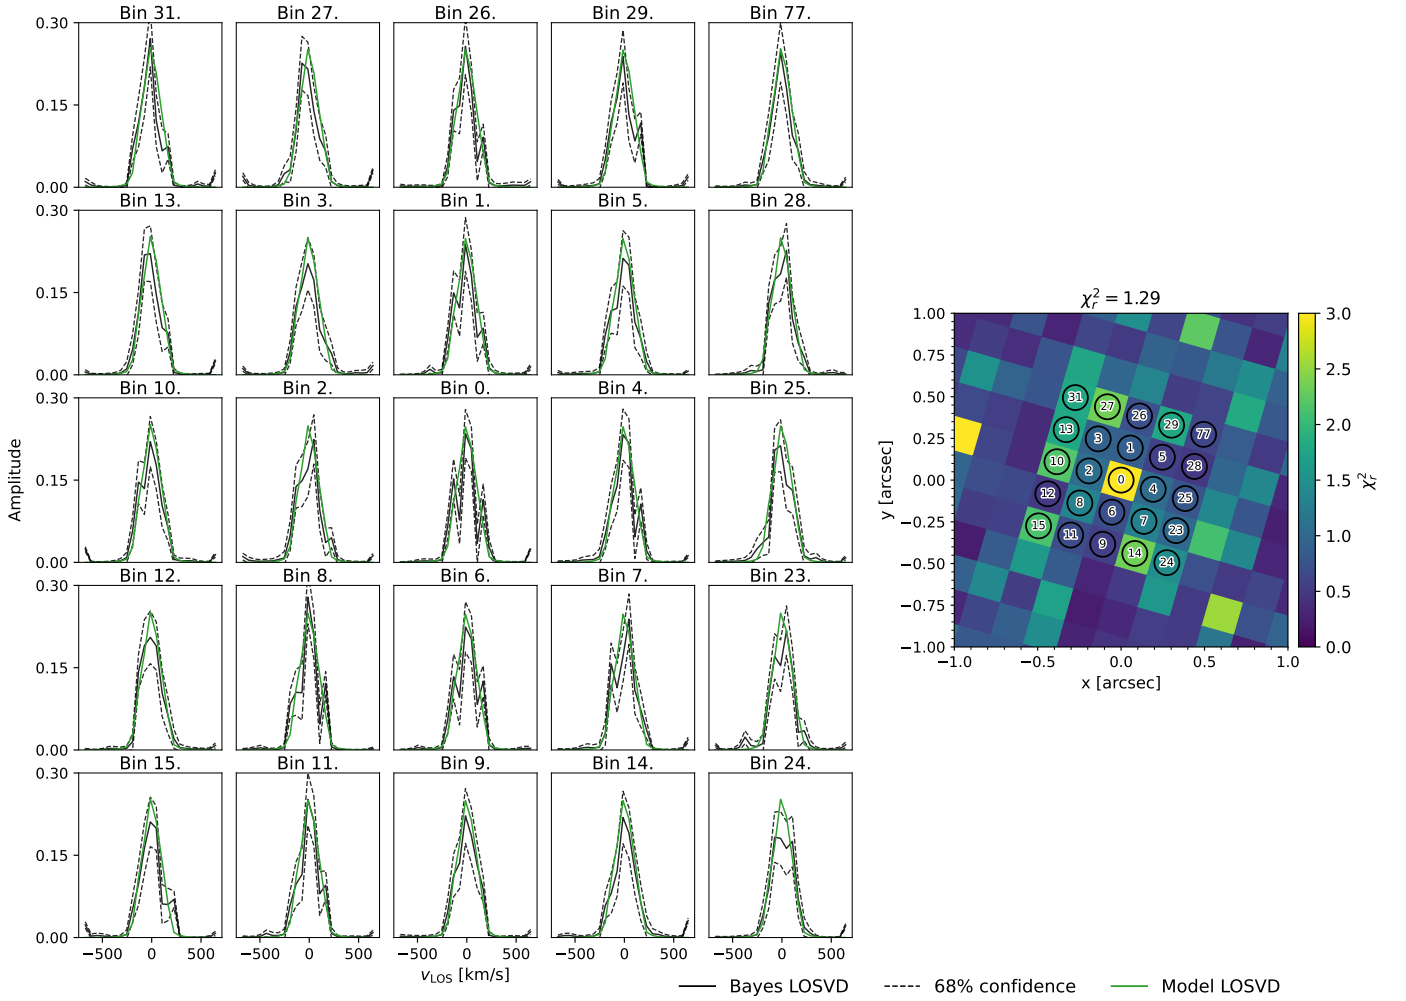 Bin 31. Bin 27. Bin 26. Bin 29. Bin 77.
0.30
0.15
0.00
Bin 13. Bin 3. Bin 1. Bin 5. Bin 28.
0.30
0.15
0.00
Bin 10. Bin 2. Bin 0. Bin 4. Bin 25.
0.30
0.15
0.00
Amplitude
Bin 12. Bin 8. Bin 6. Bin 7. Bin 23.
0.30
0.15
0.00
Bin 15. Bin 11. Bin 9. Bin 14. Bin 24.
0.30
0.15
0.00
−500 0 500 −500 0 500 −500 0 500 −500 0 500 −500 0 500
v_LOS [km/s]
χ²_r = 1.29
1.00
0.75
0.50
0.25
0.00
−0.25
−0.50
−0.75
−1.00
y [arcsec]
31 27 26 29 77
13 3 1 5 28
10 2 0 4 25
12 8 6 7 23
15 11 9 14 24
−1.0 −0.5 0.0 0.5 1.0
x [arcsec]
3.0
2.5
2.0
1.5
1.0
0.5
0.0
χ²_r
Bayes LOSVD 68% confidence Model LOSVD